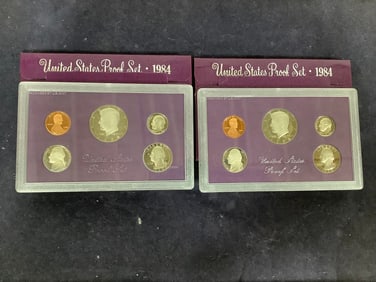 United States Proof Set • 1984
United States Proof Set • 1984
United States
Proof Set
United States
Proof Set